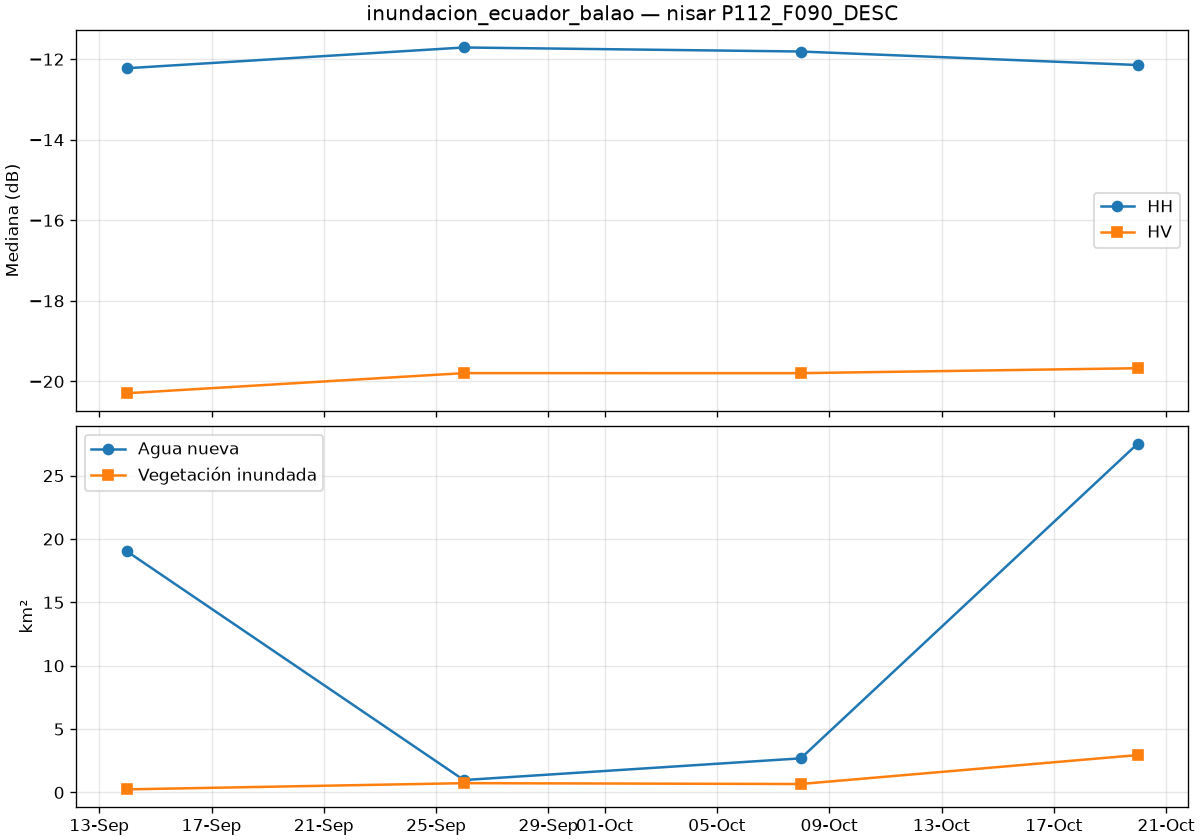 inundacion_ecuador_balao — nisar P112_F090_DESC
−12
−14
−16
−18
−20
Mediana (dB)
HH
HV
Agua nueva
Vegetación inundada
25
20
15
10
5
0
km²
13-Sep 17-Sep 21-Sep 25-Sep 29-Sep 01-Oct 05-Oct 09-Oct 13-Oct 17-Oct 21-Oct